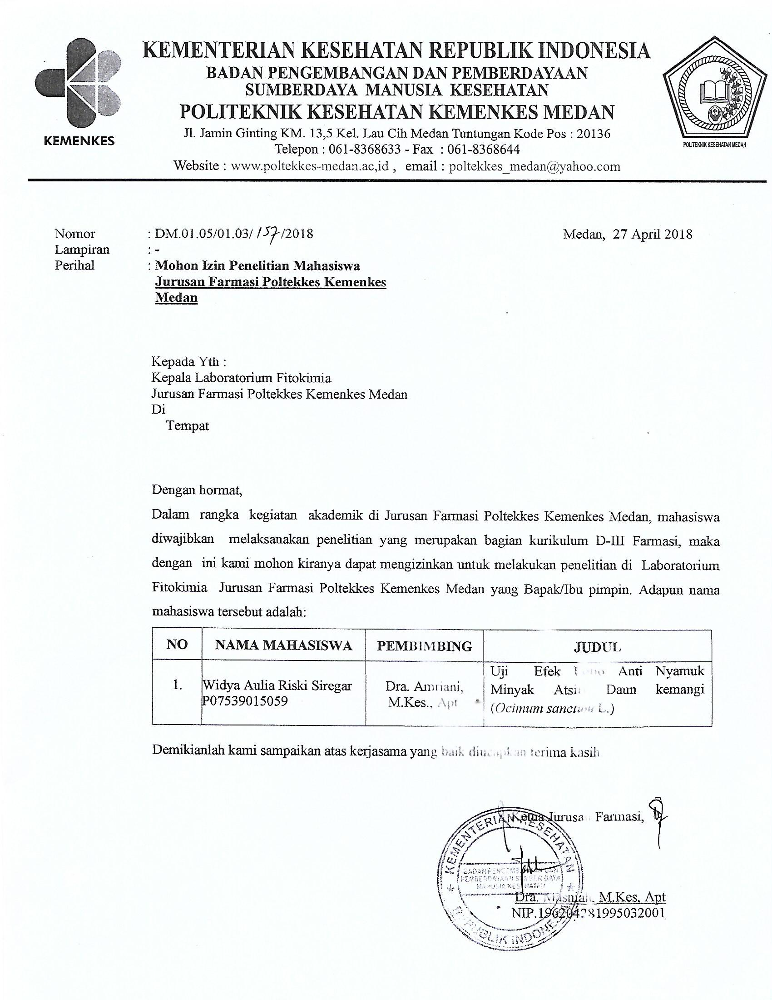 KEMENTERIAN KESEHATAN REPUBLIK INDONESIA
BADAN PENGEMBANGAN DAN PEMBERDAYAAN
SUMBERDAYA MANUSIA KESEHATAN
POLITEKNIK KESEHATAN KEMENKES MEDAN
Jl. Jamin Ginting KM. 13,5 Kel. Lau Cih Medan Tuntungan Kode Pos : 20136
Telepon : 061-8368633 - Fax : 061-8368644
Website : www.poltekkes-medan.ac,id , email : poltekkes_medan@yahoo.com
KEMENKES
POLITEKNIK KESEHATAN MEDAN
Nomor : DM.01.05/01.03/157/2018 Medan, 27 April 2018
Lampiran : -
Perihal : Mohon Izin Penelitian Mahasiswa
Jurusan Farmasi Poltekkes Kemenkes
Medan
Kepada Yth :
Kepala Laboratorium Fitokimia
Jurusan Farmasi Poltekkes Kemenkes Medan
Di
Tempat
Dengan hormat,
Dalam rangka kegiatan akademik di Jurusan Farmasi Poltekkes Kemenkes Medan, mahasiswa
diwajibkan melaksanakan penelitian yang merupakan bagian kurikulum D-III Farmasi, maka
dengan ini kami mohon kiranya dapat mengizinkan untuk melakukan penelitian di Laboratorium
Fitokimia Jurusan Farmasi Poltekkes Kemenkes Medan yang Bapak/Ibu pimpin. Adapun nama
mahasiswa tersebut adalah:
NO NAMA MAHASISWA PEMBIMBING JUDUL
1. Widya Aulia Riski Siregar
P07539015059
Dra. Amriani,
M.Kes., Apt
Uji Efek Anti Nyamuk
Minyak Atsiri Daun kemangi
(Ocimum sanctum L.)
Demikianlah kami sampaikan atas kerjasama yang baik diucapkan terima kasih
Ketua Jurusan Farmasi,
KEMENTERIAN KESEHATAN
BADAN PENGEMBANGAN DAN
PEMBERDAYAAN SUMBER DAYA
MANUSIA KESEHATAN
REPUBLIK INDONESIA
Dra. Masniah, M.Kes, Apt
NIP.196204281995032001